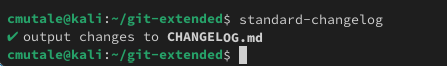 cmutale@kali:~/git-extended$ standard-changelog
✔ output changes to CHANGELOG.md
cmutale@kali:~/git-extended$